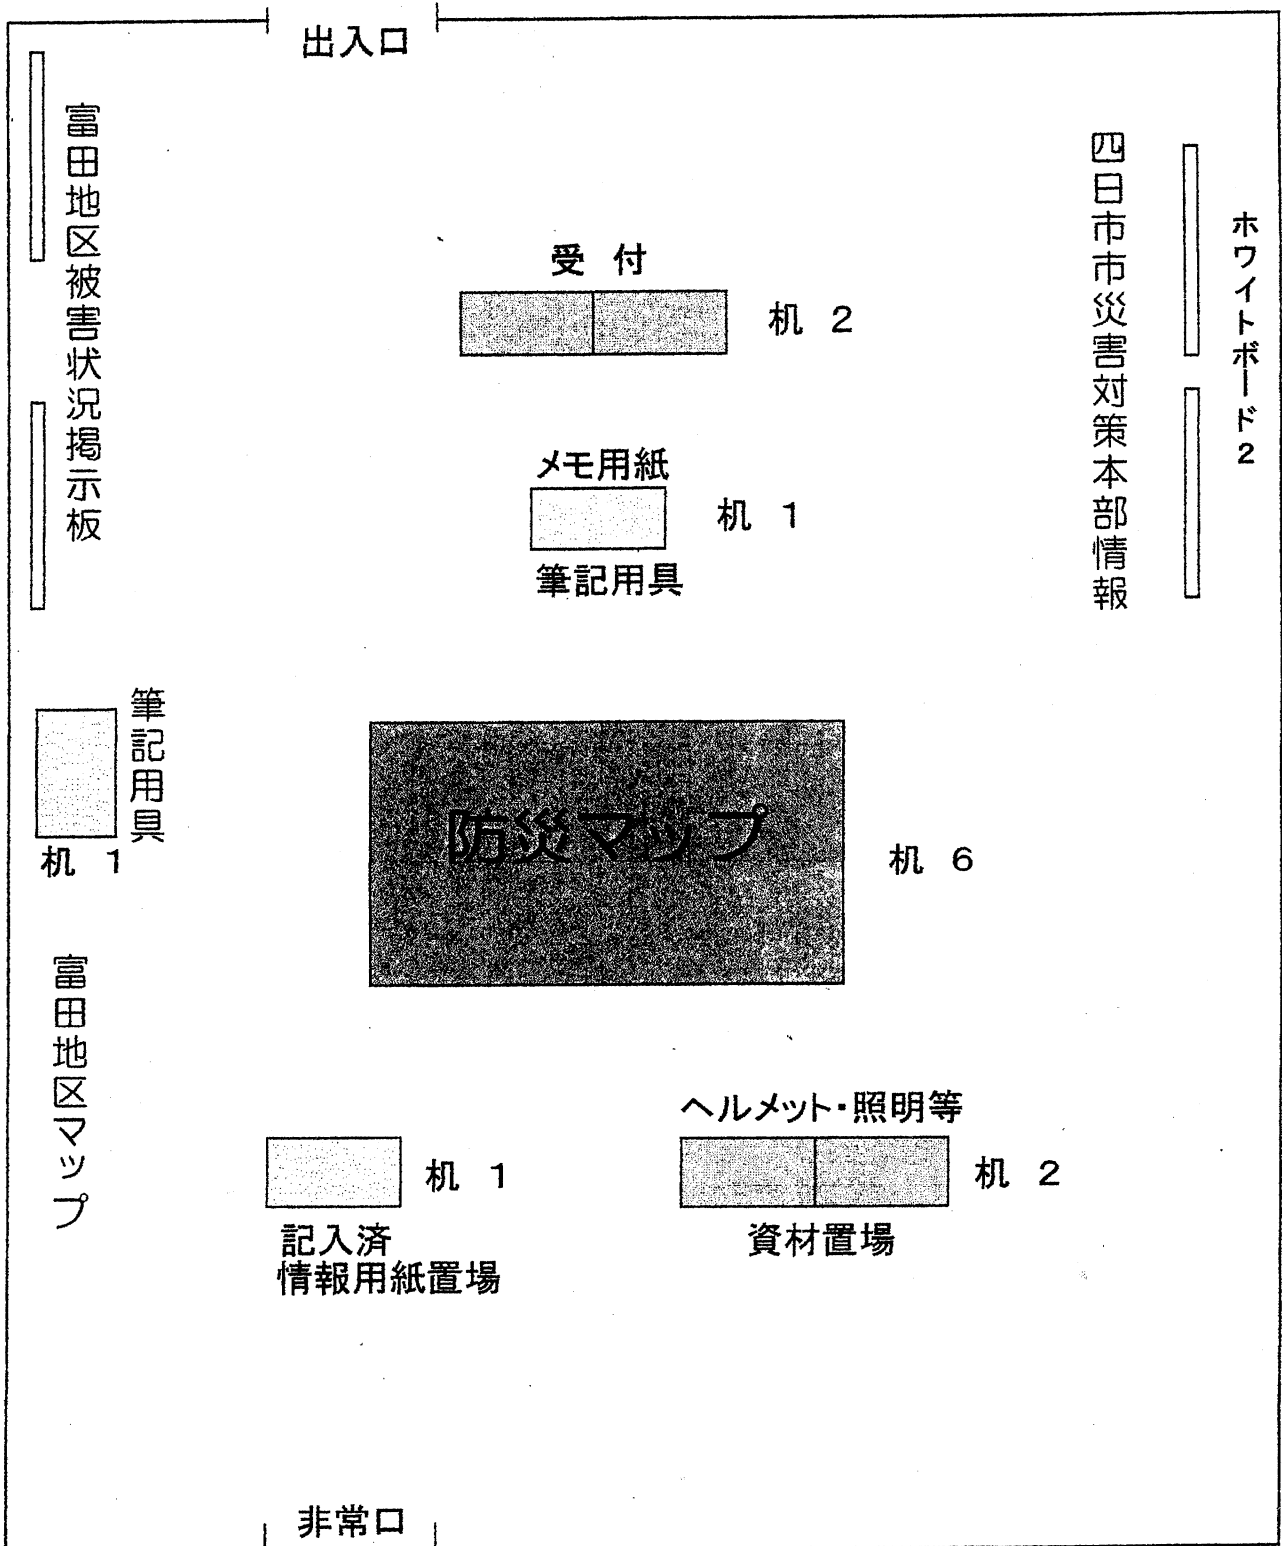 出入口
富田地区被害状況掲示板
四日市市災害対策本部情報
ホワイトボード2
受 付
机 2
メモ用紙
机 1
筆記用具
筆記用具
机 1
防災マップ
机 6
富田地区マップ
ヘルメット・照明等
机 1
机 2
記入済
情報用紙置場
資材置場
非常口